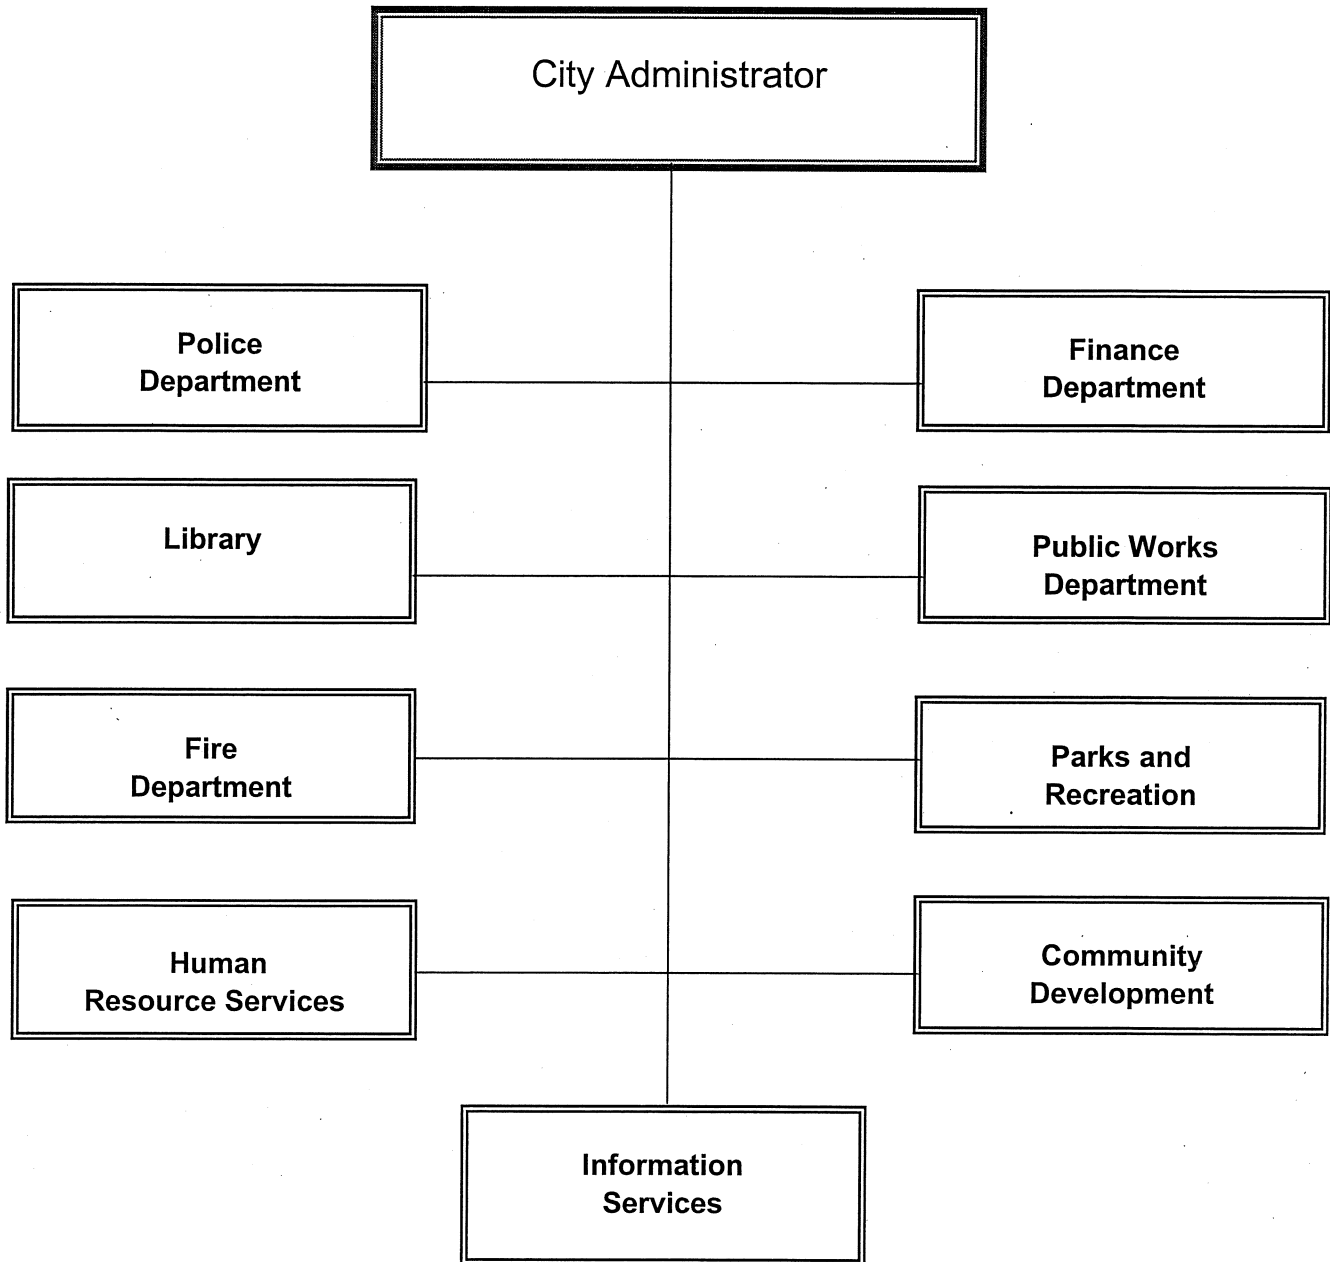 City Administrator
Police
Department
Finance
Department
Library
Public Works
Department
Fire
Department
Parks and
Recreation
Human
Resource Services
Community
Development
Information
Services